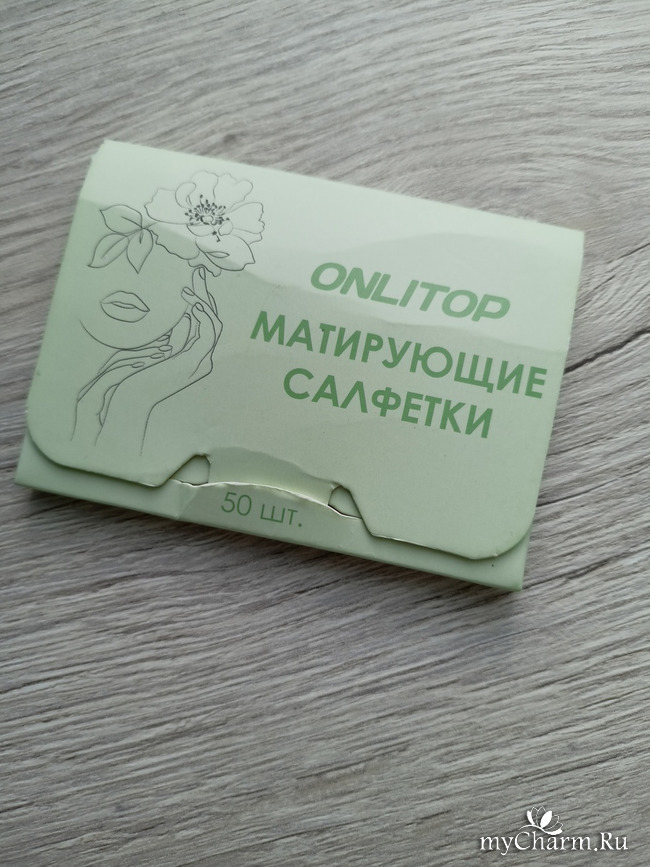 ONLITOP
МАТИРУЮЩИЕ
САЛФЕТКИ
50 шт.
myCharm.Ru